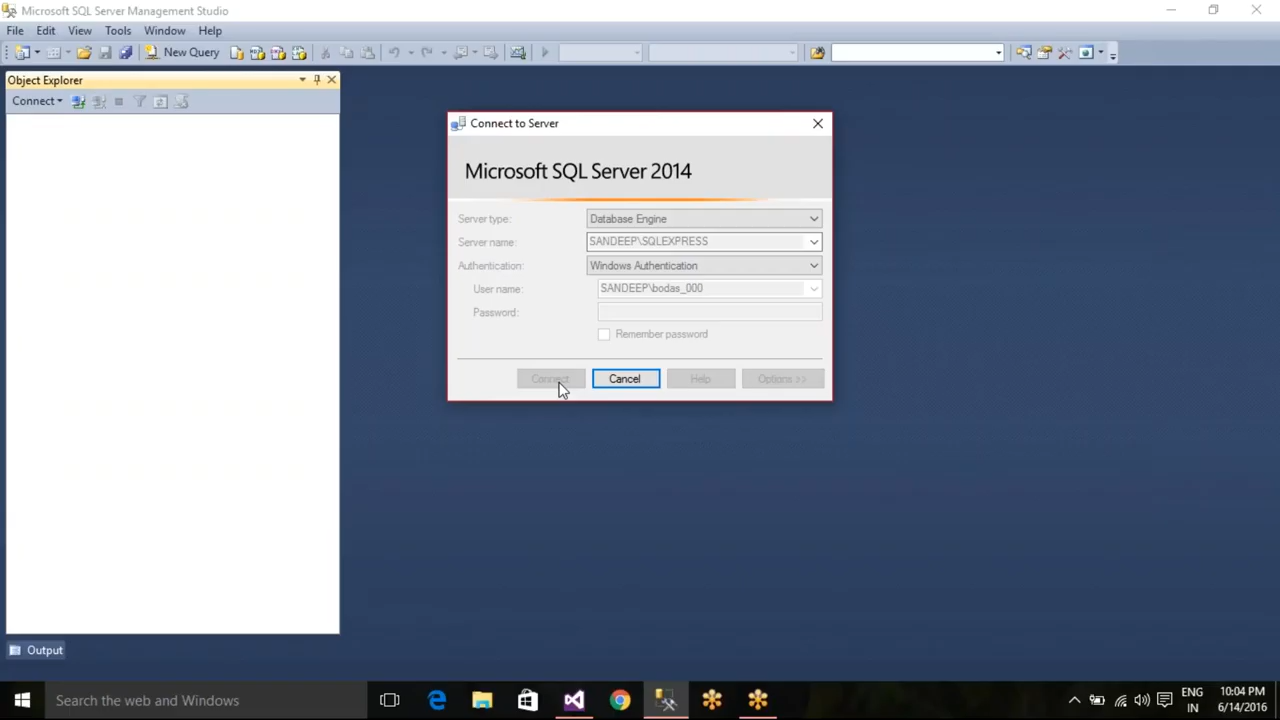 Microsoft SQL Server Management Studio
File Edit View Tools Window Help
New Query
Object Explorer
Connect
Connect to Server
Microsoft SQL Server 2014
Server type: Database Engine
Server name: SANDEEP\SQLEXPRESS
Authentication: Windows Authentication
User name: SANDEEP\bodas_000
Password:
Remember password
Connect Cancel Help Options >>
Output
Search the web and Windows
ENG 10:04 PM
IN 6/14/2016